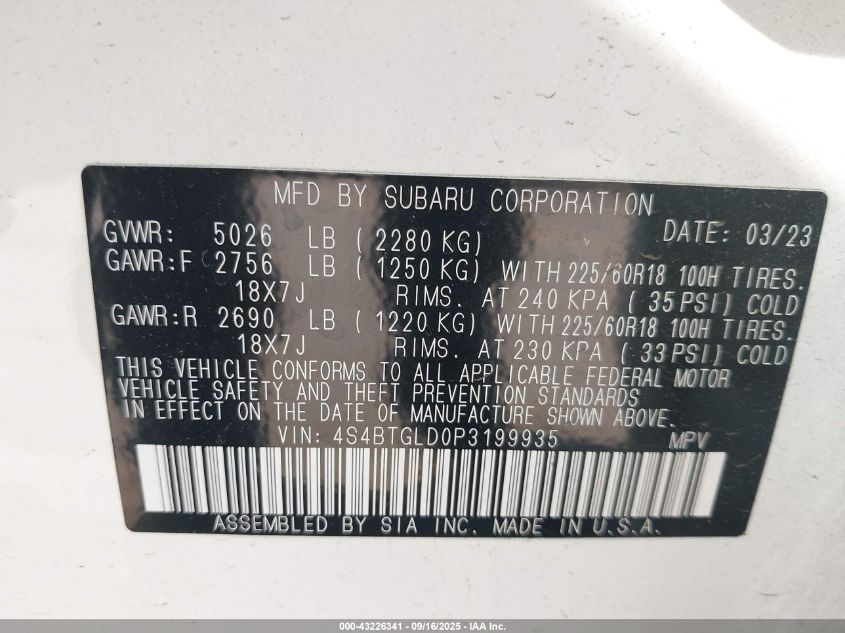 MFD BY SUBARU CORPORATION
GVWR: 5026 LB ( 2280 KG) DATE: 03/23
GAWR:F 2756 LB ( 1250 KG) WITH 225/60R18 100H TIRES.
18X7J RIMS. AT 240 KPA ( 35 PSI) COLD
GAWR:R 2690 LB ( 1220 KG) WITH 225/60R18 100H TIRES.
18X7J RIMS. AT 230 KPA ( 33 PSI) COLD
THIS VEHICLE CONFORMS TO ALL APPLICABLE FEDERAL MOTOR
VEHICLE SAFETY AND THEFT PREVENTION STANDARDS
IN EFFECT ON THE DATE OF MANUFACTURE SHOWN ABOVE.
VIN: 4S4BTGLD0P3199935 MPV
ASSEMBLED BY SIA INC. MADE IN U.S.A.
000-43226341 - 09/16/2025 - IAA Inc.